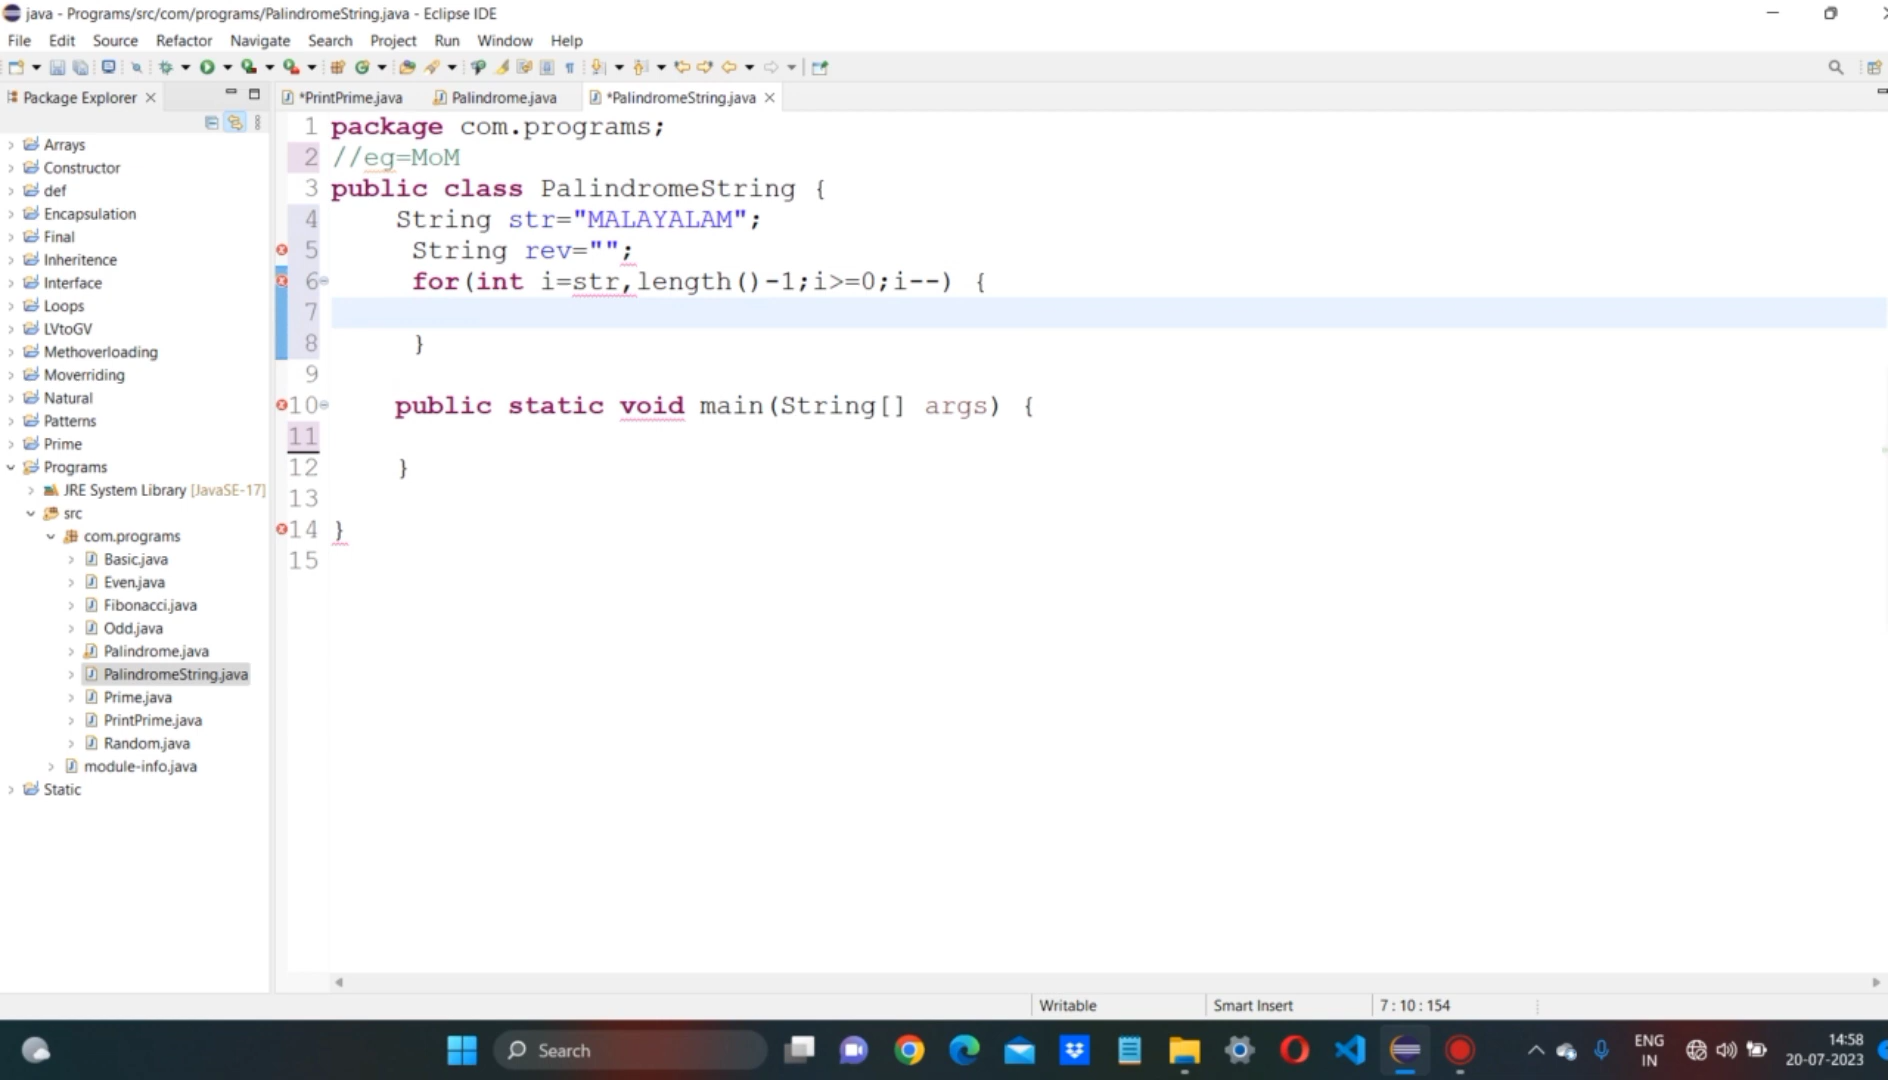 java - Programs/src/com/programs/PalindromeString.java - Eclipse IDE
File Edit Source Refactor Navigate Search Project Run Window Help
Package Explorer
*PrintPrime.java Palindrome.java *PalindromeString.java
Arrays
Constructor
def
Encapsulation
Final
Inheritence
Interface
Loops
LVtoGV
Methoverloading
Moverriding
Natural
Patterns
Prime
Programs
JRE System Library [JavaSE-17]
src
com.programs
Basic.java
Even.java
Fibonacci.java
Odd.java
Palindrome.java
PalindromeString.java
Prime.java
PrintPrime.java
Random.java
module-info.java
Static
1 package com.programs;
2 //eg=MoM
3 public class PalindromeString {
4 String str="MALAYALAM";
5 String rev="";
6 for(int i=str,length()-1;i>=0;i--) {
7
8 }
9
10 public static void main(String[] args) {
11
12 }
13
14 }
15
Writable Smart Insert 7 : 10 : 154
Search
ENG
IN
14:58
20-07-2023